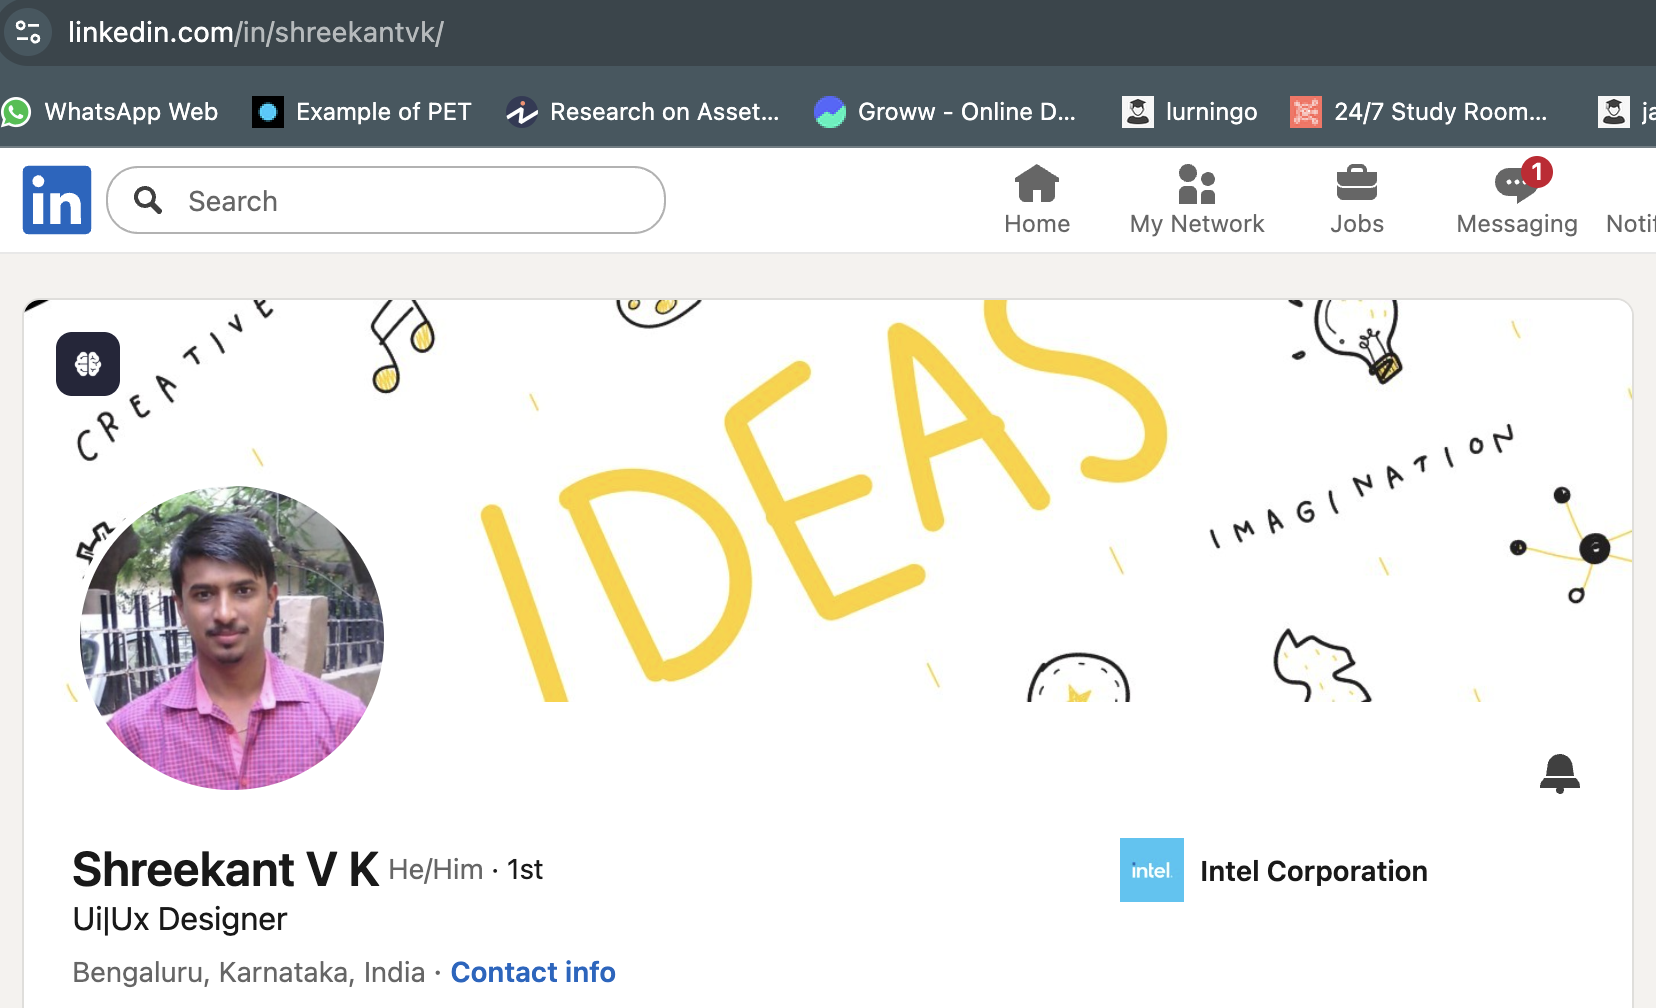 linkedin.com/in/shreekantvk/
WhatsApp Web
Example of PET
Research on Asset...
Groww - Online D...
lurningo
24/7 Study Room...
in
Search
Home
My Network
Jobs
1
Messaging
CREATIVE
IDEAS
IMAGINATION
Shreekant V K He/Him · 1st
intel
Intel Corporation
Ui|Ux Designer
Bengaluru, Karnataka, India · Contact info